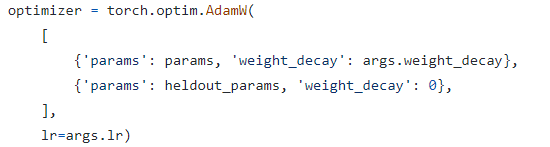 optimizer = torch.optim.AdamW(
    [
        {'params': params, 'weight_decay': args.weight_decay},
        {'params': heldout_params, 'weight_decay': 0},
    ],
    lr=args.lr)